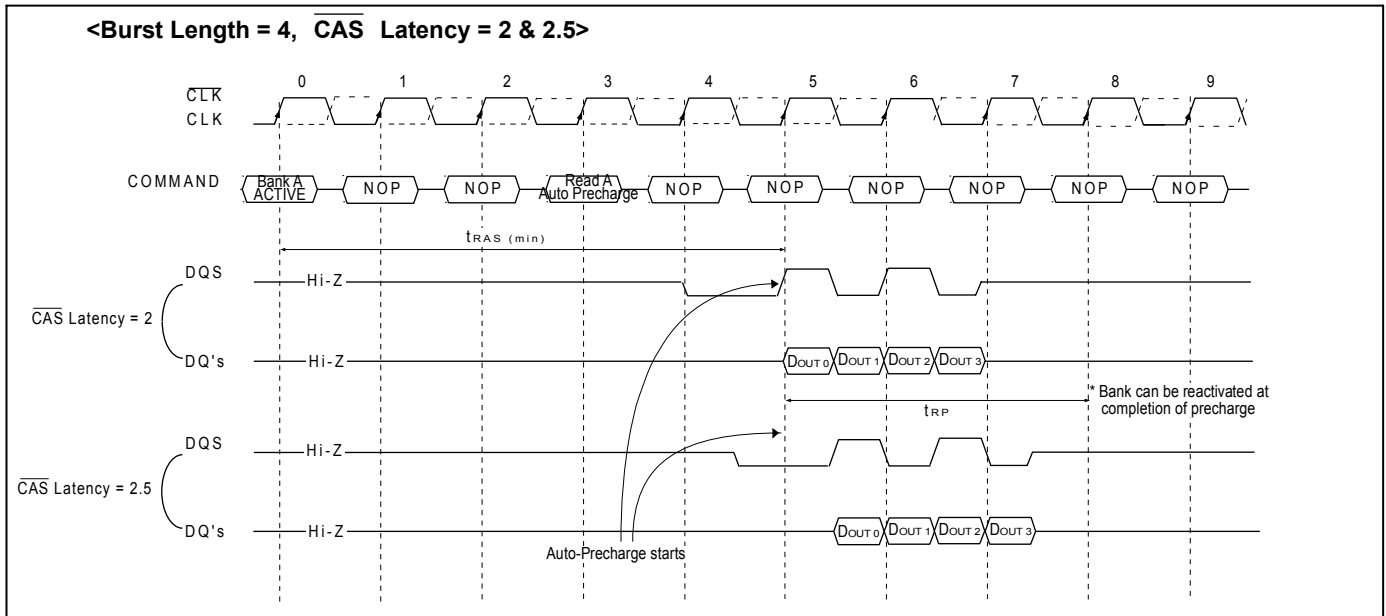 <Burst Length = 4, CAS Latency = 2 & 2.5>
0 1 2 3 4 5 6 7 8 9
CLK
CLK
COMMAND
Bank A
ACTIVE
NOP
NOP
Read A
Auto Precharge
NOP
NOP
NOP
NOP
NOP
NOP
tRAS (min)
DQS
Hi-Z
CAS Latency = 2
DQ's
Hi-Z
DOUT 0 DOUT 1 DOUT 2 DOUT 3
* Bank can be reactivated at
completion of precharge
tRP
DQS
Hi-Z
CAS Latency = 2.5
DQ's
Hi-Z
DOUT 0 DOUT 1 DOUT 2 DOUT 3
Auto-Precharge starts